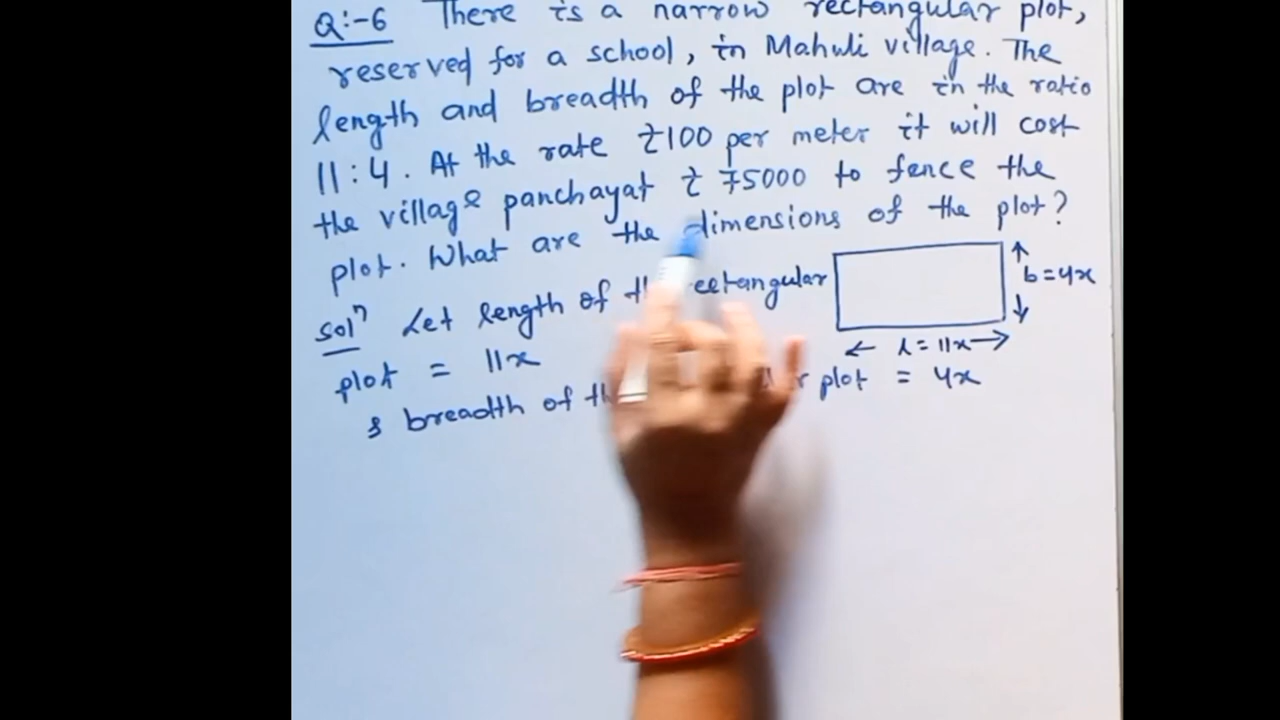 Q:-6 There is a narrow rectangular plot,
reserved for a school, in Mahuli village. The
length and breadth of the plot are in the ratio
11:4. At the rate ₹100 per meter it will cost
the village panchayat ₹ 75000 to fence the
plot. What are the dimensions of the plot?
Solⁿ Let length of rectangular
plot = 11x
b=4x
l=11x
& breadth of plot = 4x